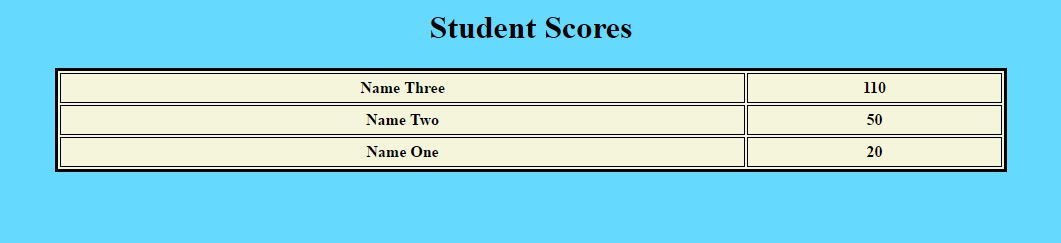 Student Scores
Name Three 110
Name Two 50
Name One 20